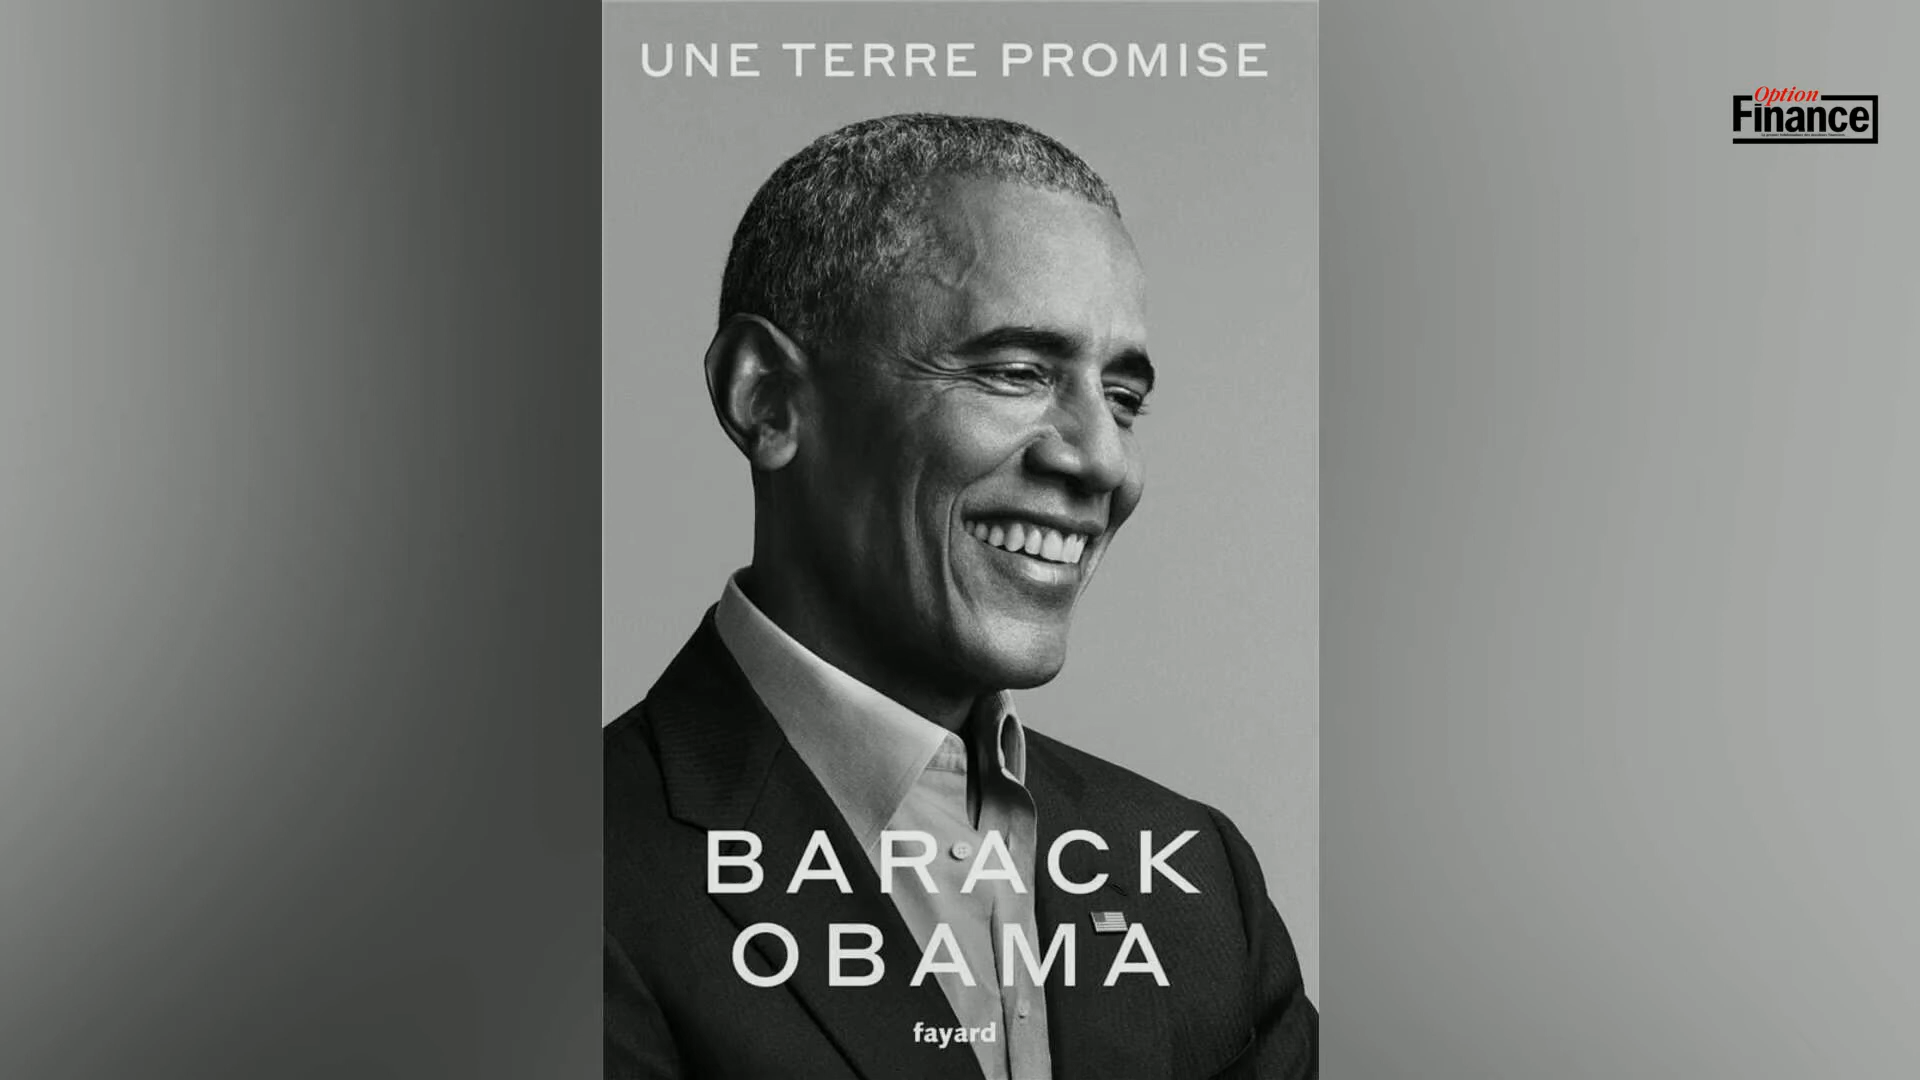 UNE TERRE PROMISE
Option
Finance
BARACK
OBAMA
fayard